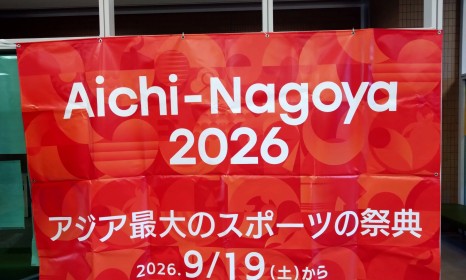 Aichi-Nagoya
2026
アジア最大のスポーツの祭典
2026.9/19(土)から